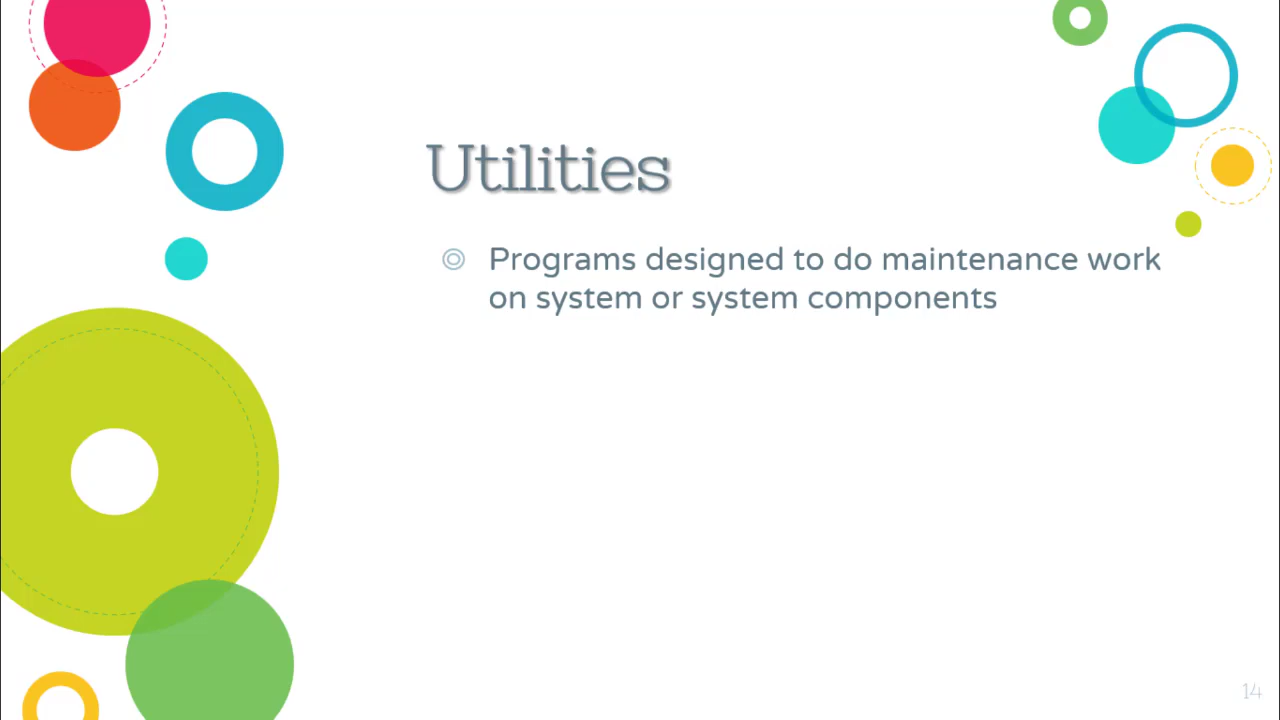 Utilities
Programs designed to do maintenance work
on system or system components
14